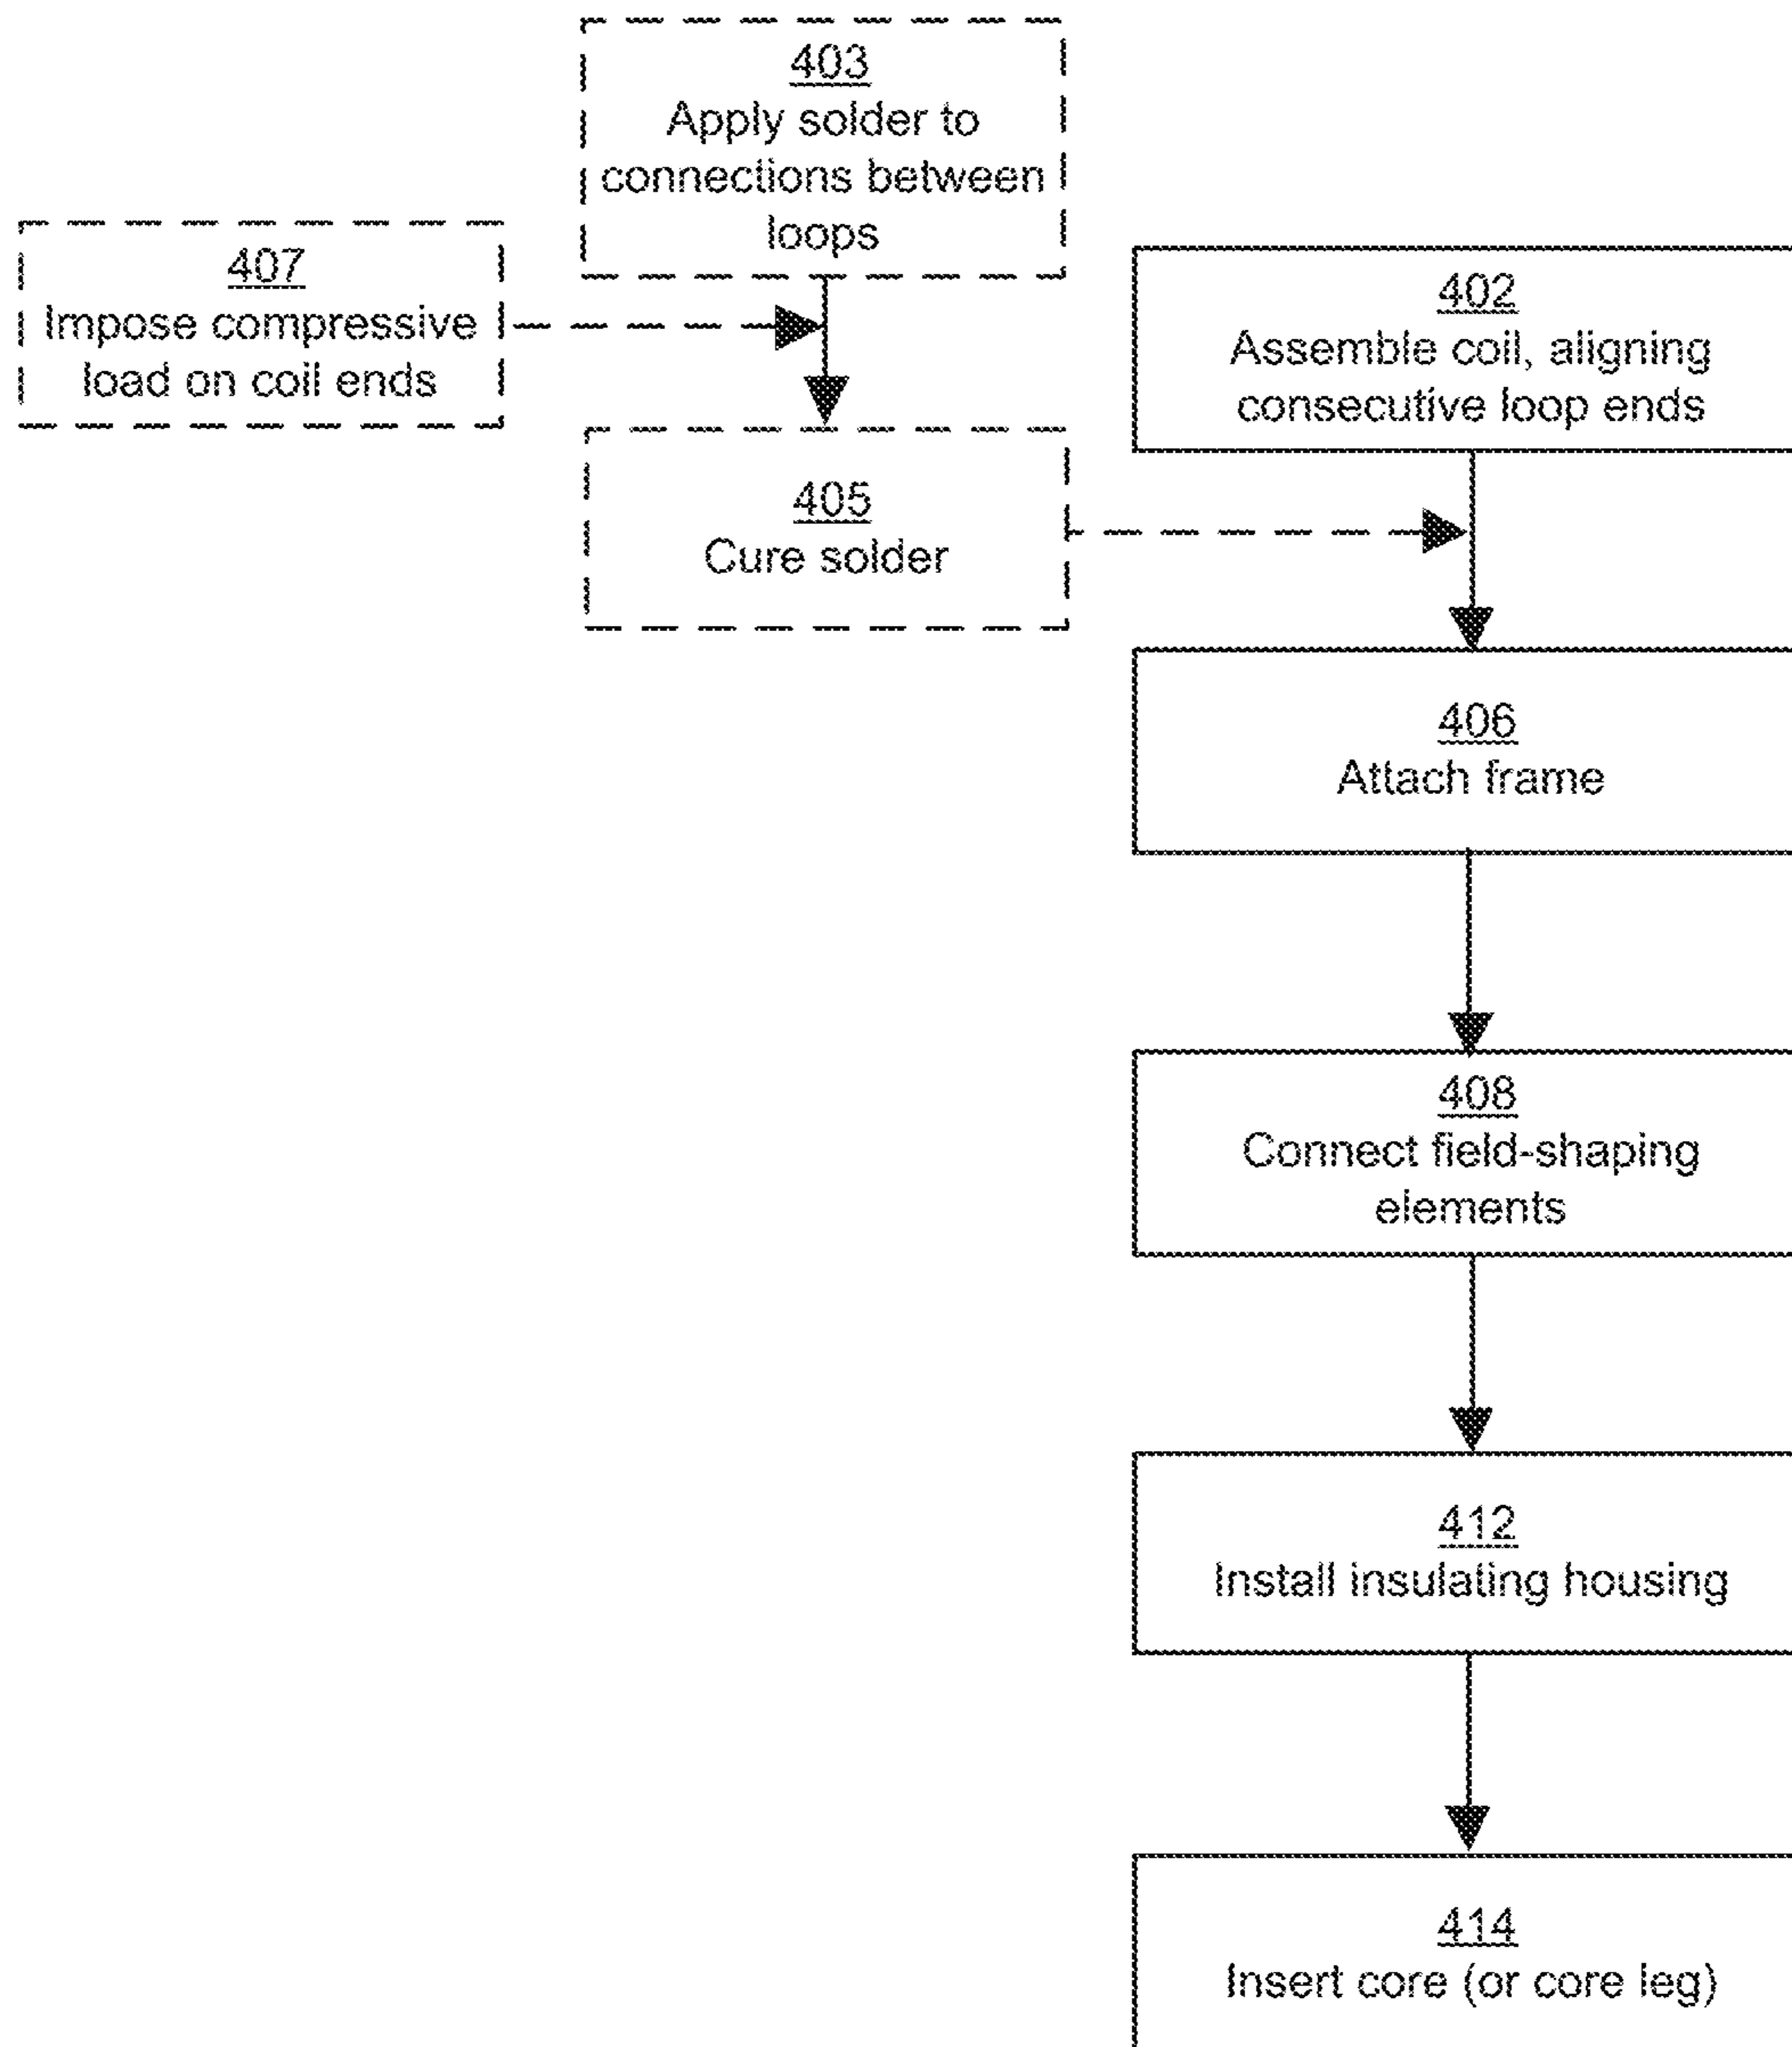 403
Apply solder to
connections between
loops
407
Impose compressive
load on coil ends
402
Assemble coil, aligning
consecutive loop ends
405
Cure solder
406
Attach frame
408
Connect field-shaping
elements
412
Install insulating housing
414
Insert core (or core leg)